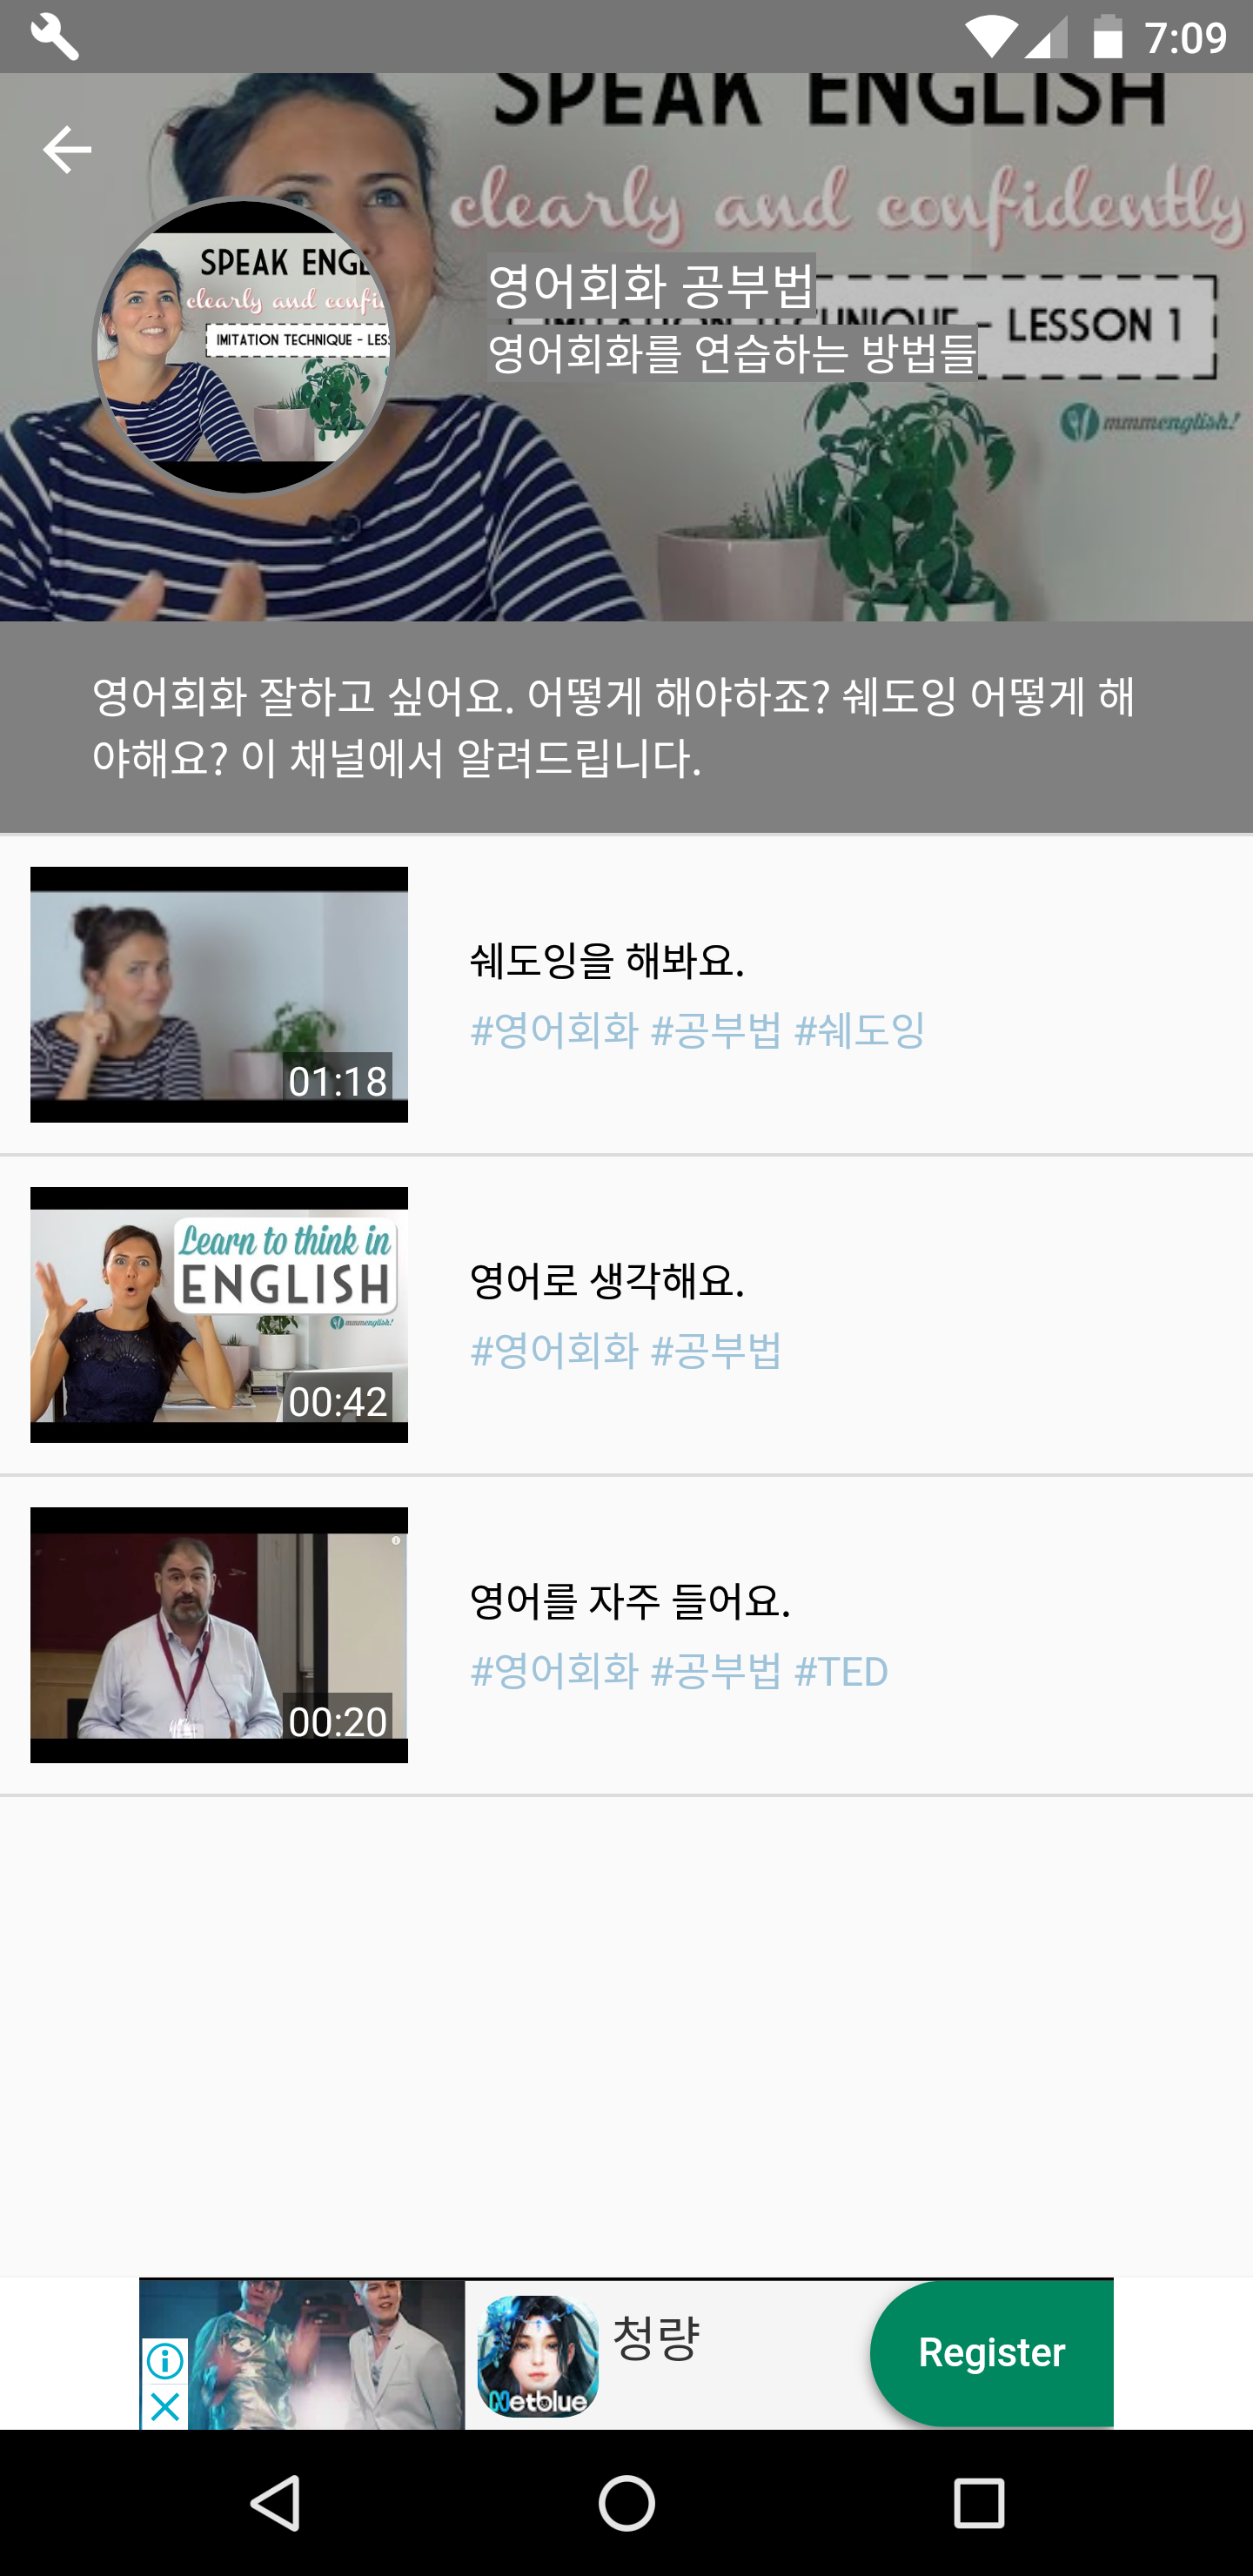 7:09
SPEAK ENGLISH
clearly and confidently
- LESSON 1
mmmenglish!
SPEAK ENGL
clearly and confi
IMITATION TECHNIQUE - LES
영어회화 공부법
영어회화를 연습하는 방법들
영어회화 잘하고 싶어요. 어떻게 해야하죠? 쉐도잉 어떻게 해
야해요? 이 채널에서 알려드립니다.
01:18
쉐도잉을 해봐요.
#영어회화 #공부법 #쉐도잉
Learn to think in
ENGLISH
mmmenglish!
00:42
영어로 생각해요.
#영어회화 #공부법
00:20
영어를 자주 들어요.
#영어회화 #공부법 #TED
Netblue
청량
Register